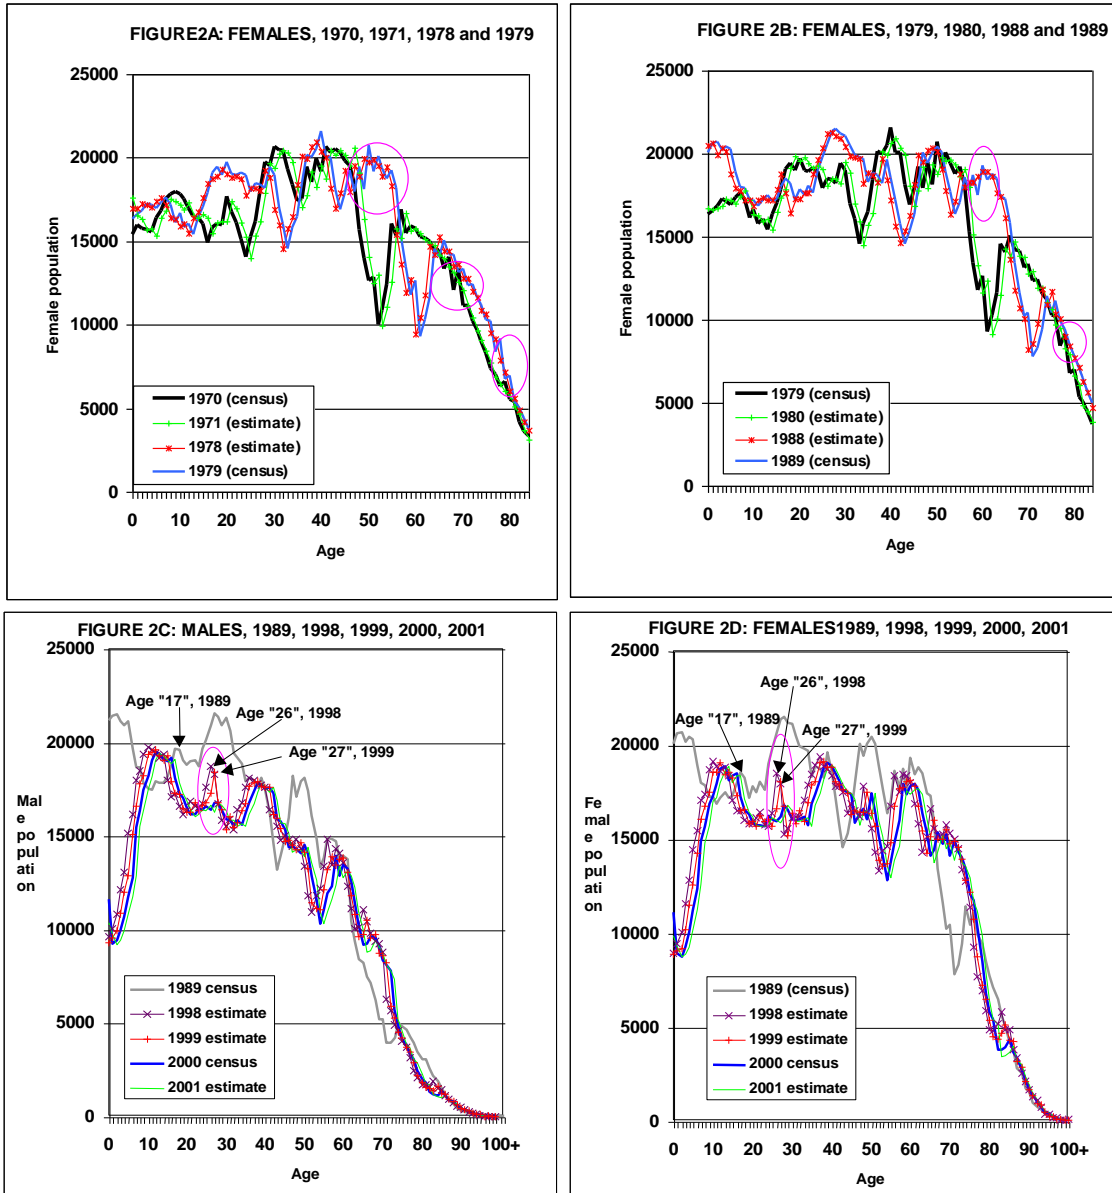 FIGURE2A: FEMALES, 1970, 1971, 1978 and 1979
25000
20000
15000
10000
5000
0
Female population
1970 (census)
1971 (estimate)
1978 (estimate)
1979 (census)
0 10 20 30 40 50 60 70 80
Age
FIGURE 2B: FEMALES, 1979, 1980, 1988 and 1989
25000
20000
15000
10000
5000
0
Female population
1979 (census)
1980 (estimate)
1988 (estimate)
1989 (census)
0 10 20 30 40 50 60 70 80
Age
FIGURE 2C: MALES, 1989, 1998, 1999, 2000, 2001
25000
20000
15000
10000
5000
0
Mal
e po
pul
ati
on
Age "17", 1989
Age "26", 1998
Age "27", 1999
1989 census
1998 estimate
1999 estimate
2000 census
2001 estimate
0 10 20 30 40 50 60 70 80 90 100+
Age
FIGURE 2D: FEMALES1989, 1998, 1999, 2000, 2001
25000
20000
15000
10000
5000
0
Fe
mal
e po
pul
ati
on
Age "26", 1998
Age "17", 1989
Age "27", 1999
1989 (census)
1998 estimate
1999 estimate
2000 census
2001 estimate
0 10 20 30 40 50 60 70 80 90 100+
Age